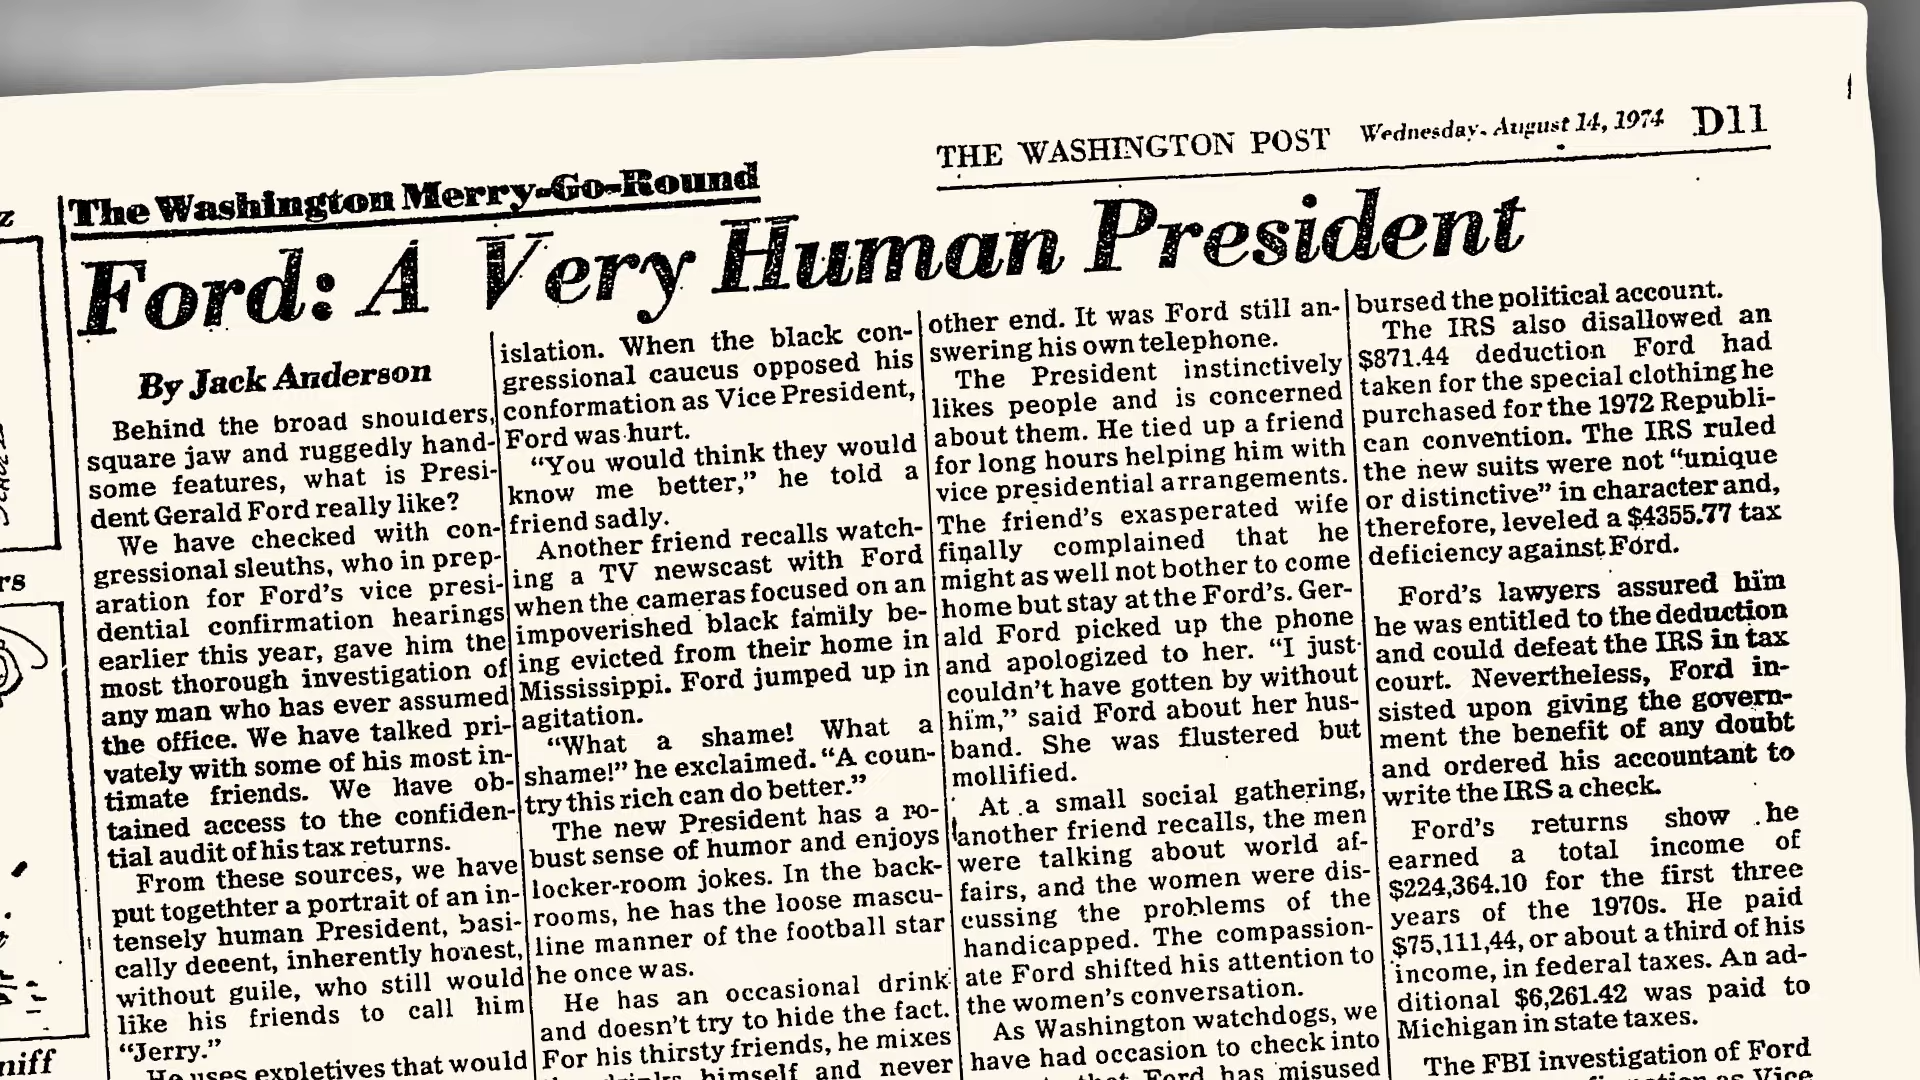 THE WASHINGTON POST Wednesday, August 14, 1974 D11
The Washington Merry-Go-Round
Ford: A Very Human President
By Jack Anderson
Behind the broad shoulders,
square jaw and ruggedly hand-
some features, what is Presi-
dent Gerald Ford really like?
We have checked with con-
gressional sleuths, who in prep-
aration for Ford's vice presi-
dential confirmation hearings
earlier this year, gave him the
most thorough investigation of
any man who has ever assumed
the office. We have talked pri-
vately with some of his most in-
timate friends. We have ob-
tained access to the confiden-
tial audit of his tax returns.
From these sources, we have
put togethter a portrait of an in-
tensely human President, basi-
cally decent, inherently honest,
without guile, who still would
like his friends to call him
"Jerry."
He uses expletives that would
islation. When the black con-
gressional caucus opposed his
conformation as Vice President,
Ford was hurt.
"You would think they would
know me better," he told a
friend sadly.
Another friend recalls watch-
ing a TV newscast with Ford
when the cameras focused on an
impoverished black family be-
ing evicted from their home in
Mississippi. Ford jumped up in
agitation.
"What a shame! What a
shame!" he exclaimed. "A coun-
try this rich can do better."
The new President has a ro-
bust sense of humor and enjoys
locker-room jokes. In the back-
rooms, he has the loose mascu-
line manner of the football star
he once was.
He has an occasional drink
and doesn't try to hide the fact.
For his thirsty friends, he mixes
drinks himself and never
other end. It was Ford still an-
swering his own telephone.
The President instinctively
likes people and is concerned
about them. He tied up a friend
for long hours helping him with
vice presidential arrangements.
The friend's exasperated wife
finally complained that he
might as well not bother to come
home but stay at the Ford's. Ger-
ald Ford picked up the phone
and apologized to her. "I just
couldn't have gotten by without
him," said Ford about her hus-
band. She was flustered but
mollified.
At a small social gathering,
another friend recalls, the men
were talking about world af-
fairs, and the women were dis-
cussing the problems of the
handicapped. The compassion-
ate Ford shifted his attention to
the women's conversation.
As Washington watchdogs, we
have had occasion to check into
that Ford has misused
bursed the political account.
The IRS also disallowed an
$871.44 deduction Ford had
taken for the special clothing he
purchased for the 1972 Republi-
can convention. The IRS ruled
the new suits were not "unique
or distinctive" in character and,
therefore, leveled a $4355.77 tax
deficiency against Ford.
Ford's lawyers assured him
he was entitled to the deduction
and could defeat the IRS in tax
court. Nevertheless, Ford in-
sisted upon giving the govern-
ment the benefit of any doubt
and ordered his accountant to
write the IRS a check.
Ford's returns show he
earned a total income of
$224,364.10 for the first three
years of the 1970s. He paid
$75,111,44, or about a third of his
income, in federal taxes. An ad-
ditional $6,261.42 was paid to
Michigan in state taxes.
The FBI investigation of Ford
as Vice